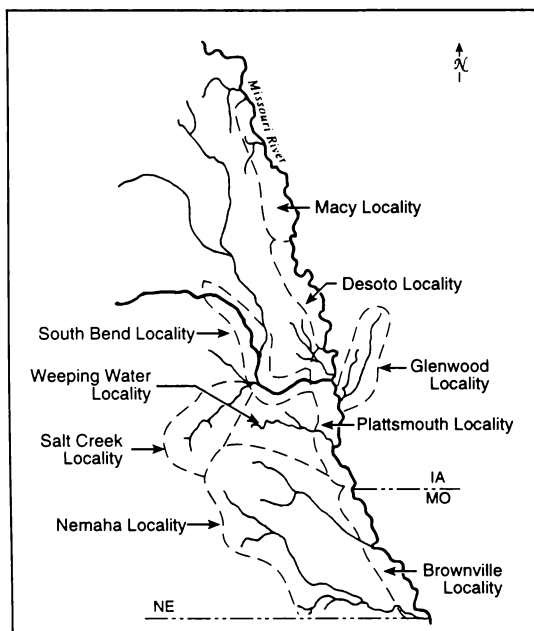 N
Missouri River
Macy Locality
Desoto Locality
South Bend Locality
Glenwood
Locality
Weeping Water
Locality
Plattsmouth Locality
Salt Creek
Locality
IA
MO
Nemaha Locality
Brownville
Locality
NE